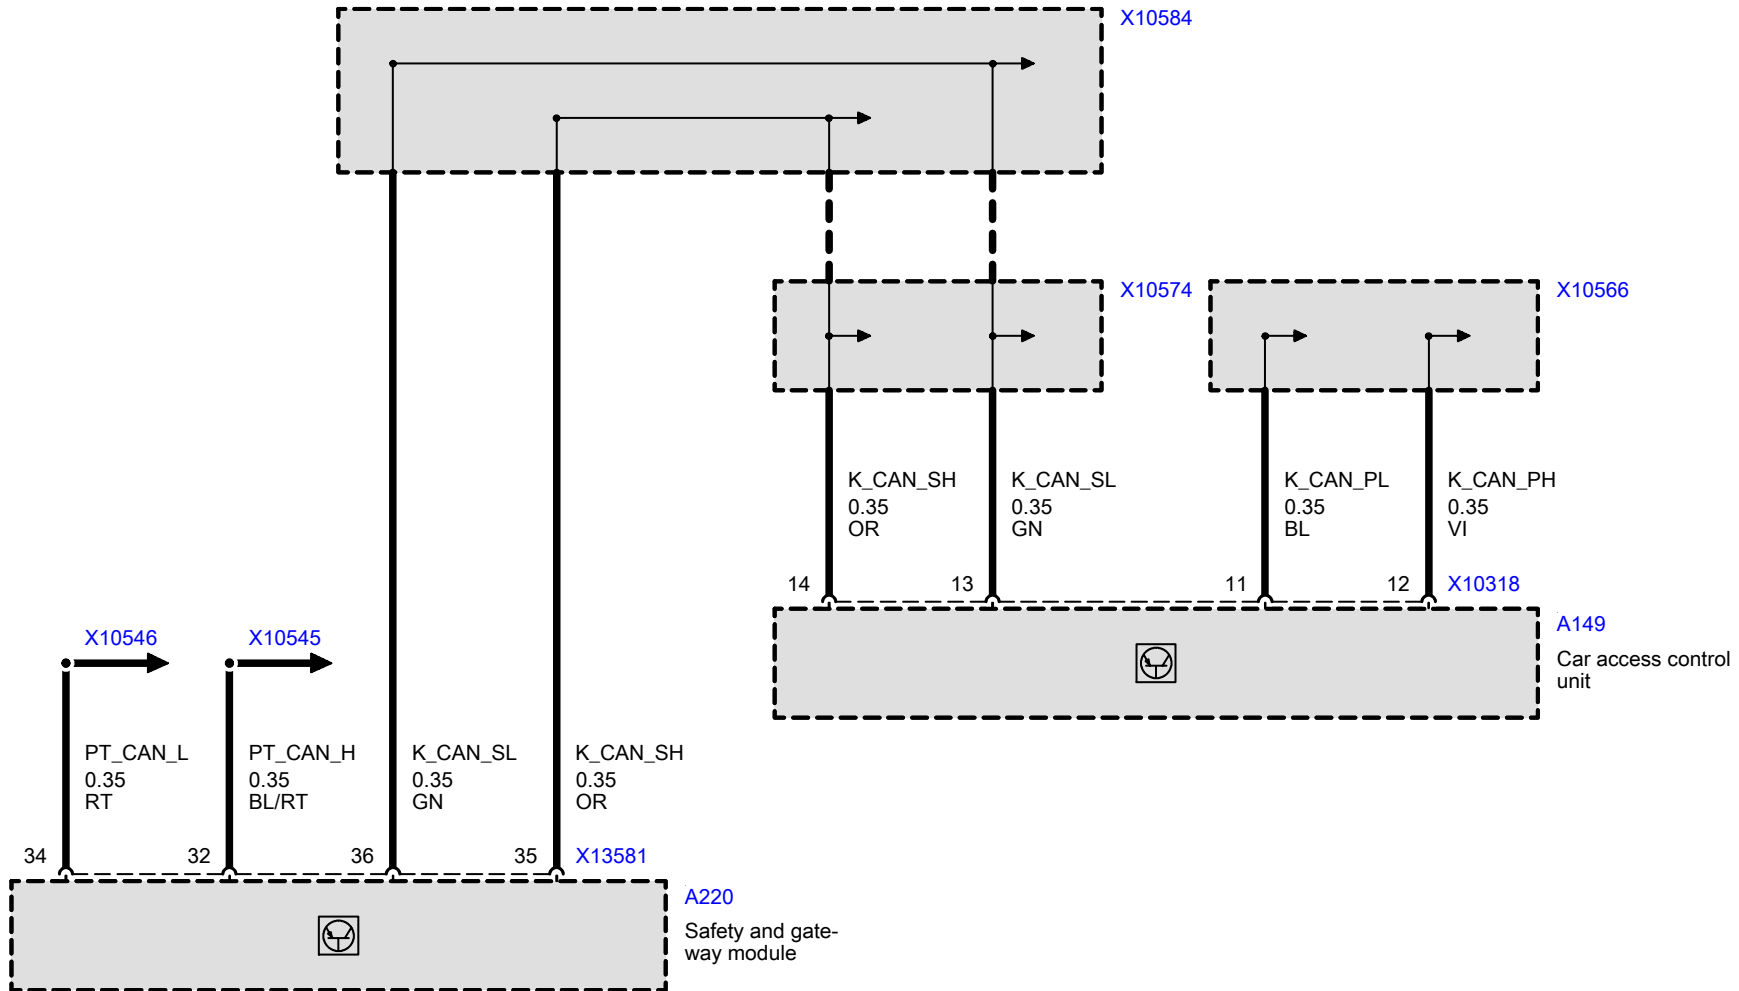 X10584
X10574
X10566
K_CAN_SH
0.35
OR
K_CAN_SL
0.35
GN
K_CAN_PL
0.35
BL
K_CAN_PH
0.35
VI
14
13
11
12
X10318
A149
Car access control
unit
X10546
X10545
PT_CAN_L
0.35
RT
PT_CAN_H
0.35
BL/RT
K_CAN_SL
0.35
GN
K_CAN_SH
0.35
OR
34
32
36
35
X13581
A220
Safety and gate-
way module